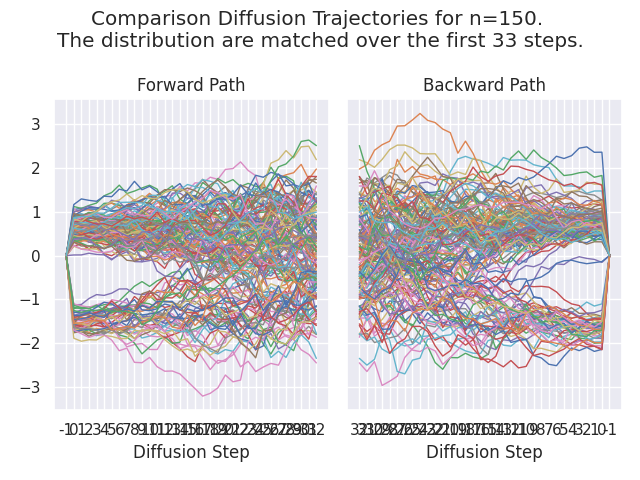 Comparison Diffusion Trajectories for n=150.
The distribution are matched over the first 33 steps.
Forward Path
Backward Path
3
2
1
0
−1
−2
−3
Diffusion Step
Diffusion Step